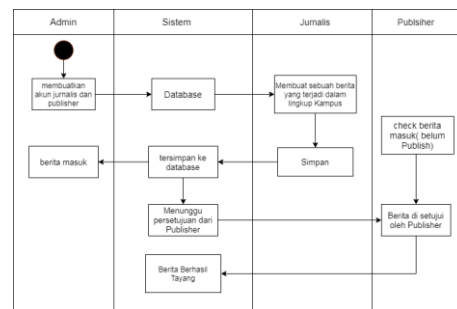 Admin
Sistem
Jurnalis
Publsiher
membuatkan
akun jurnalis dan
publisher
Database
Membuat sebuah berita
yang terjadi dalam
lingkup Kampus
check berita
masuk( belum
Publish)
berita masuk
tersimpan ke
database
Simpan
Menunggu
persetujuan dari
Publisher
Berita di setujui
oleh Publisher
Berita Berhasil
Tayang